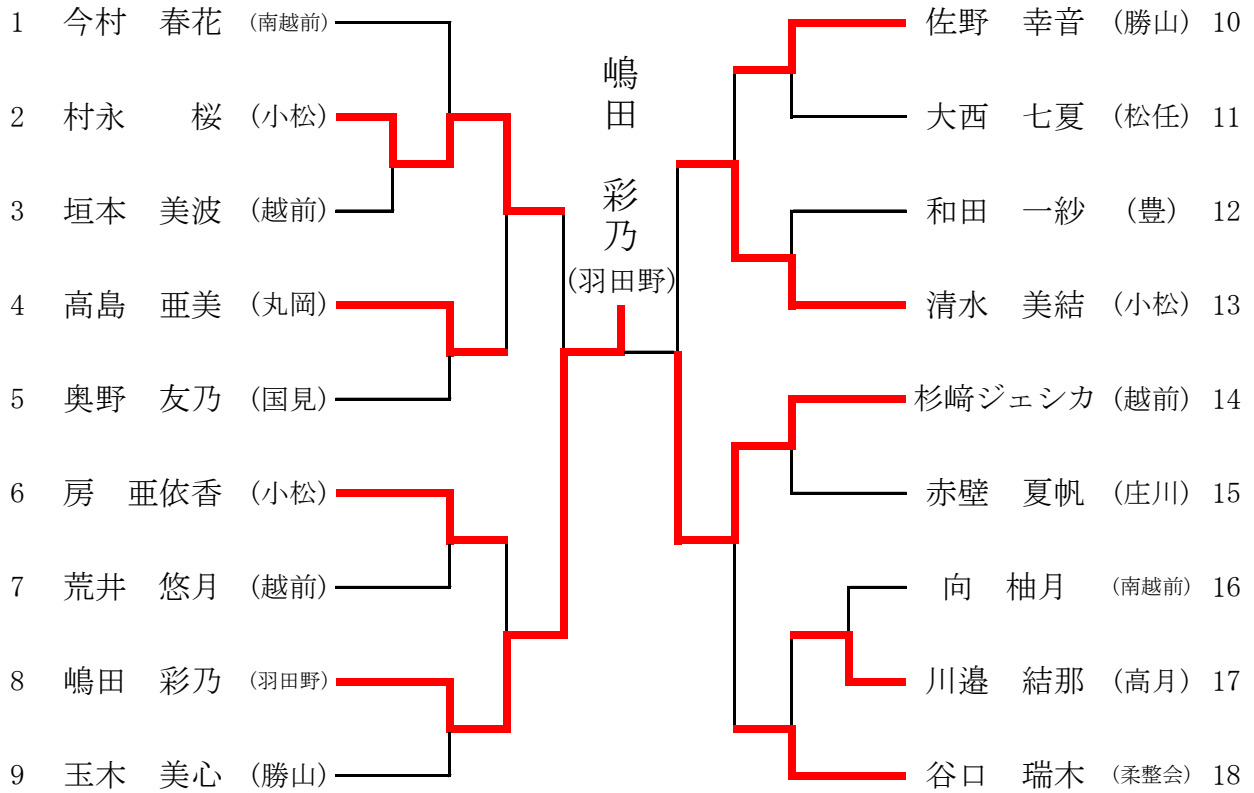 1 今村 春花 (南越前)
2 村永 桜 (小松)
3 垣本 美波 (越前)
4 高島 亜美 (丸岡)
5 奥野 友乃 (国見)
6 房 亜依香 (小松)
7 荒井 悠月 (越前)
8 嶋田 彩乃 (羽田野)
9 玉木 美心 (勝山)
嶋田 彩乃
(羽田野)
佐野 幸音 (勝山) 10
大西 七夏 (松任) 11
和田 一紗 (豊) 12
清水 美結 (小松) 13
杉﨑ジェシカ (越前) 14
赤壁 夏帆 (庄川) 15
向 柚月 (南越前) 16
川邉 結那 (高月) 17
谷口 瑞木 (柔整会) 18